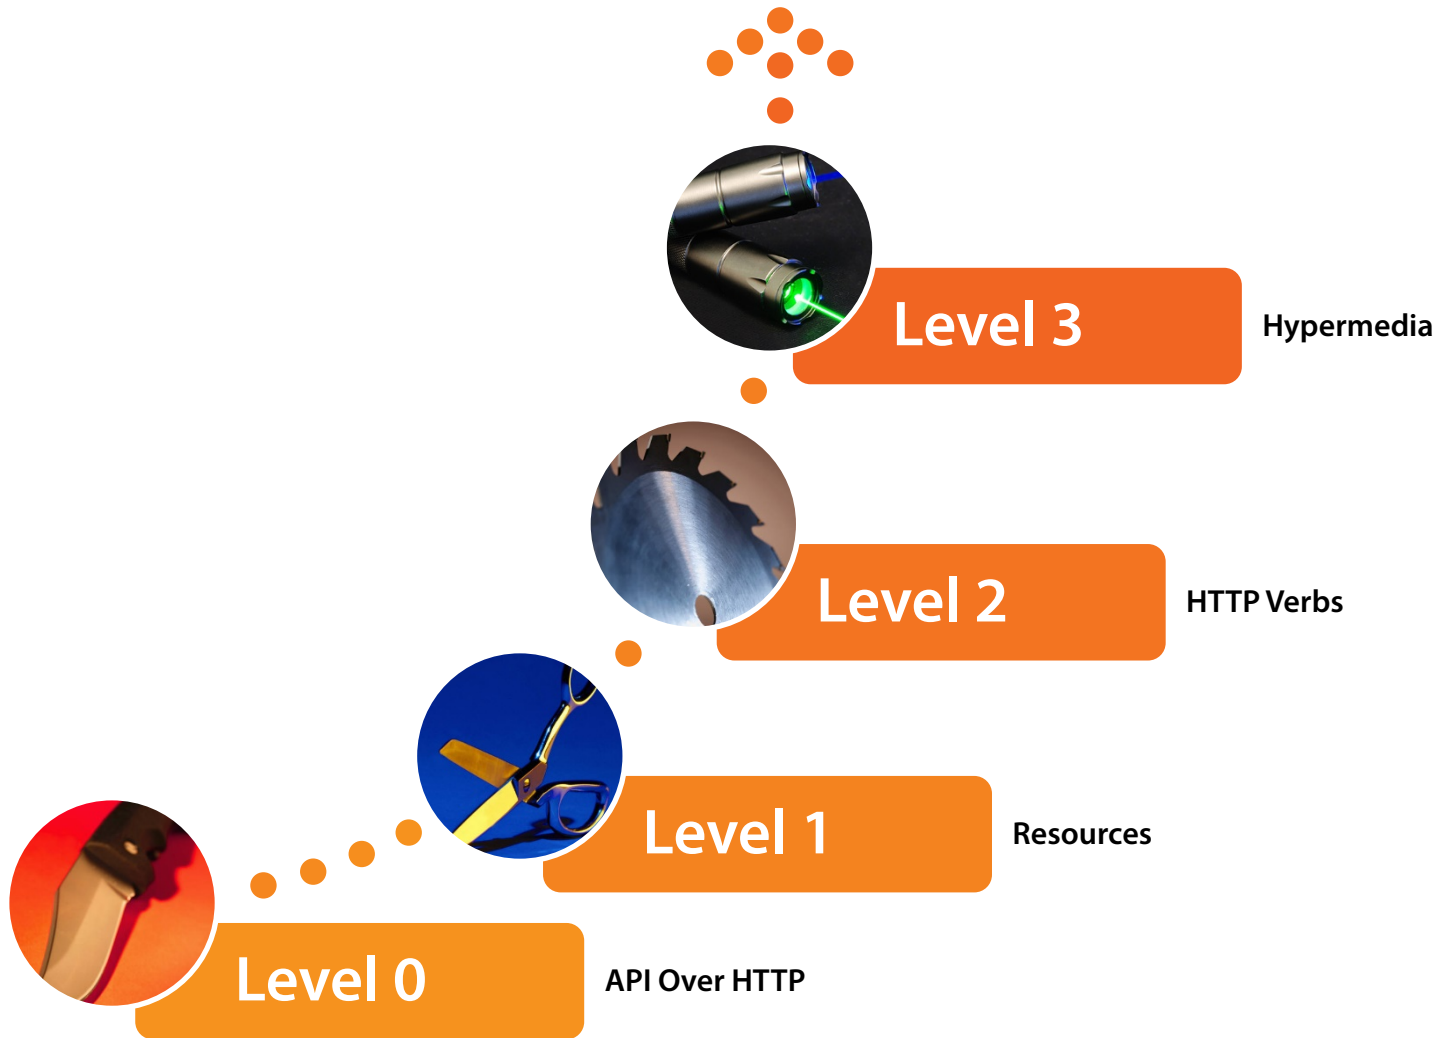 Level 3
Hypermedia
Level 2
HTTP Verbs
Level 1
Resources
Level 0
API Over HTTP